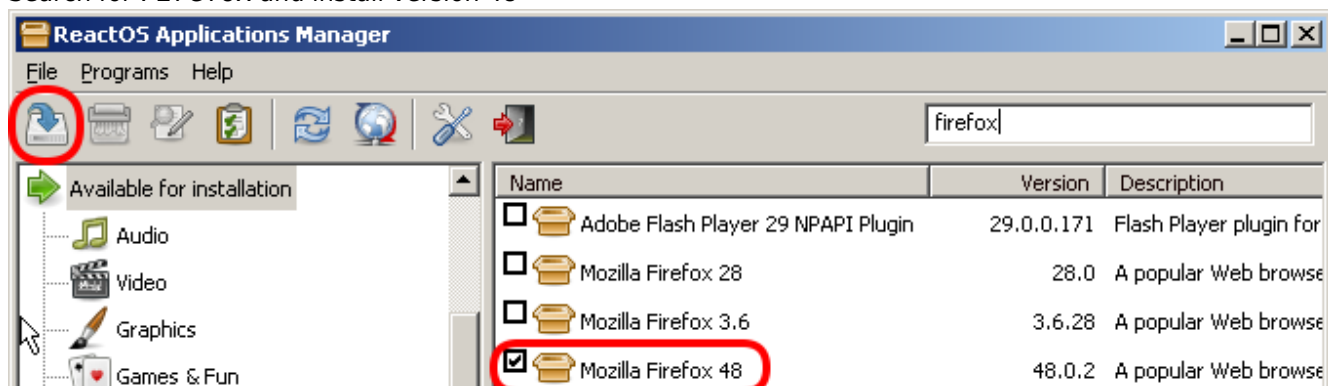 ReactOS Applications Manager
File Programs Help
firefox
Available for installation
Audio
Video
Graphics
Games & Fun
Name Version Description
Adobe Flash Player 29 NPAPI Plugin 29.0.0.171 Flash Player plugin for
Mozilla Firefox 28 28.0 A popular Web browse
Mozilla Firefox 3.6 3.6.28 A popular Web browse
Mozilla Firefox 48 48.0.2 A popular Web browse